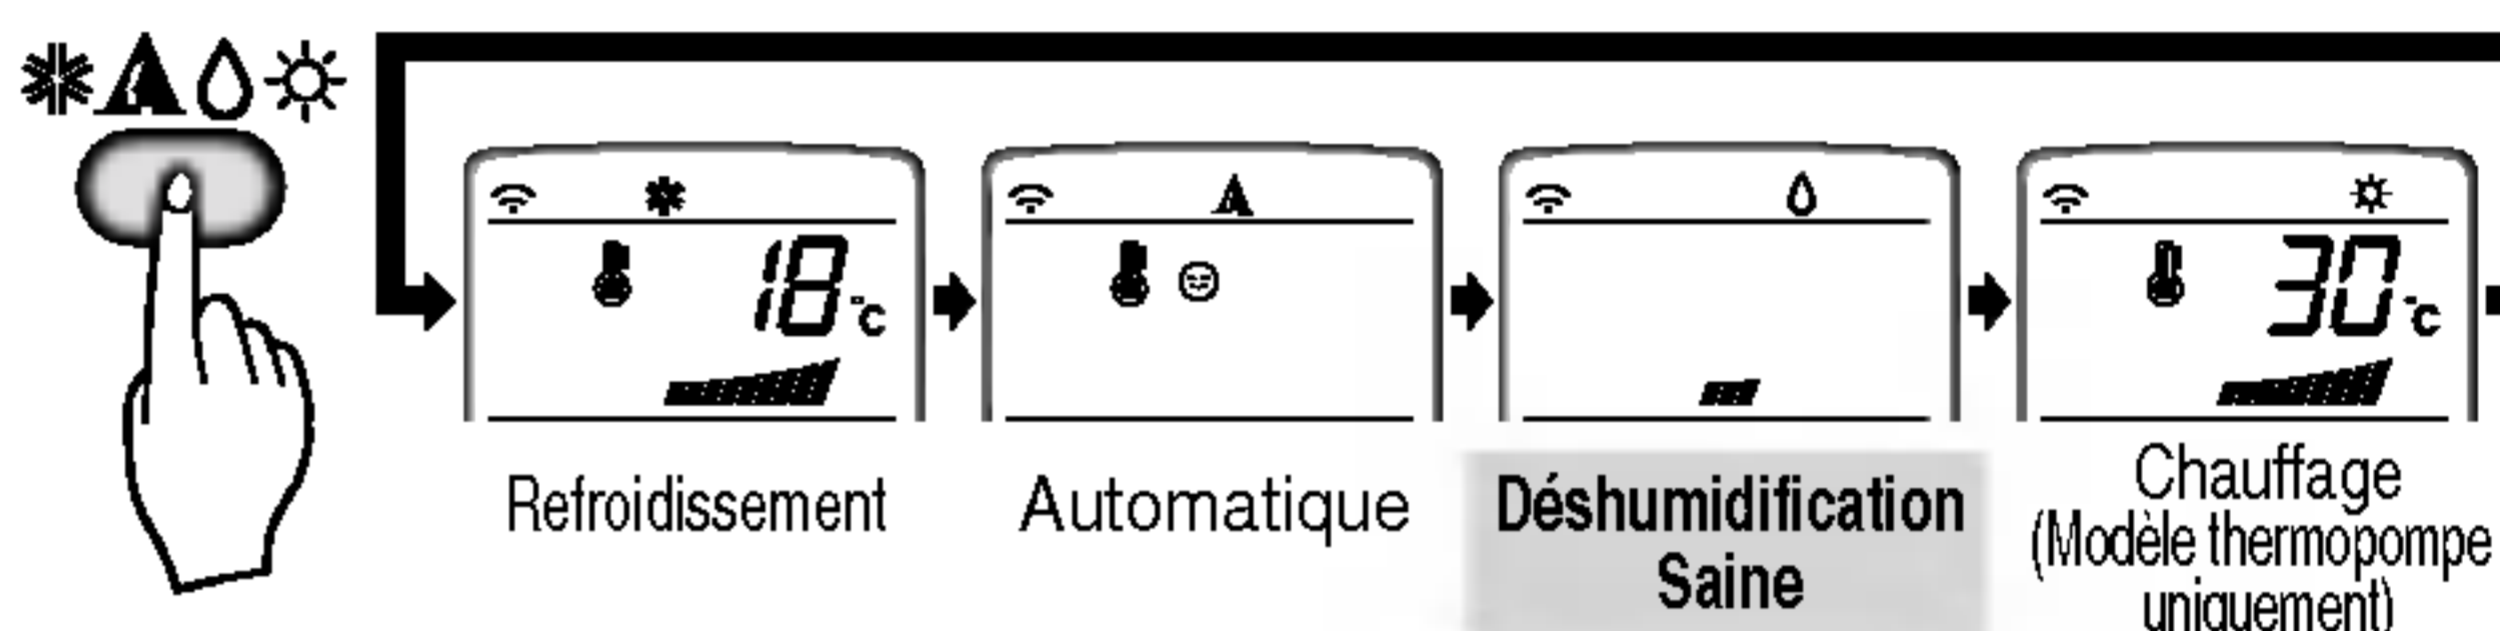 18°C
30°C
Refroidissement
Automatique
Déshumidification
Saine
Chauffage
(Modèle thermopompe
uniquement)